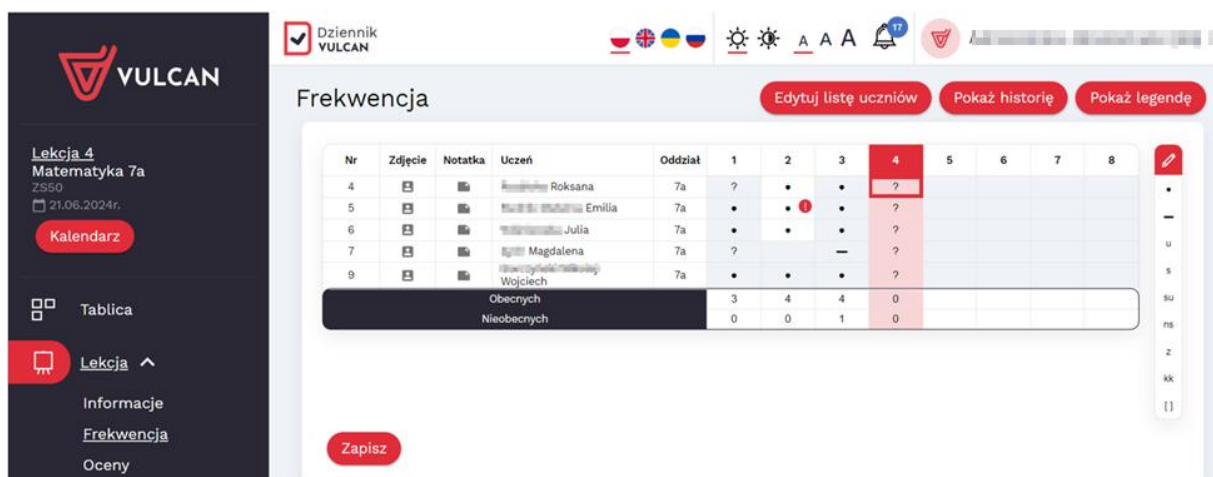 VULCAN
Lekcja 4
Matematyka 7a
ZS50
21.06.2024r.
Kalendarz
Tablica
Lekcja
Informacje
Frekwencja
Oceny
Dziennik
VULCAN
A A A 17
Frekwencja
Edytuj listę uczniów Pokaż historię Pokaż legendę
Nr Zdjęcie Notatka Uczeń Oddział 1 2 3 4 5 6 7 8
4 Roksana 7a ? • • ?
5 Emilia 7a • • ! • ?
6 Julia 7a • • • ?
7 Magdalena 7a ? — ?
9 Wojciech 7a • • • ?
Obecnych 3 4 4 0
Nieobecnych 0 0 1 0
•
—
u
s
su
ns
z
kk
[ ]
Zapisz